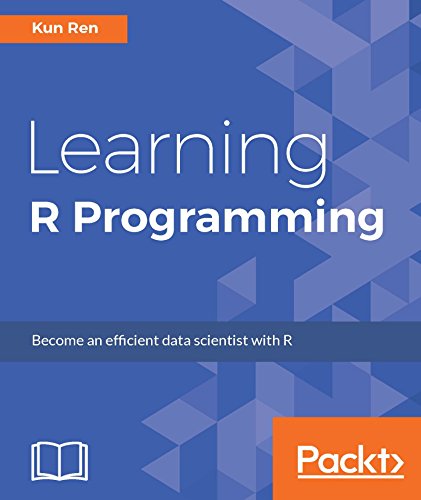 Kun Ren
Learning
R Programming
Become an efficient data scientist with R
Packt>